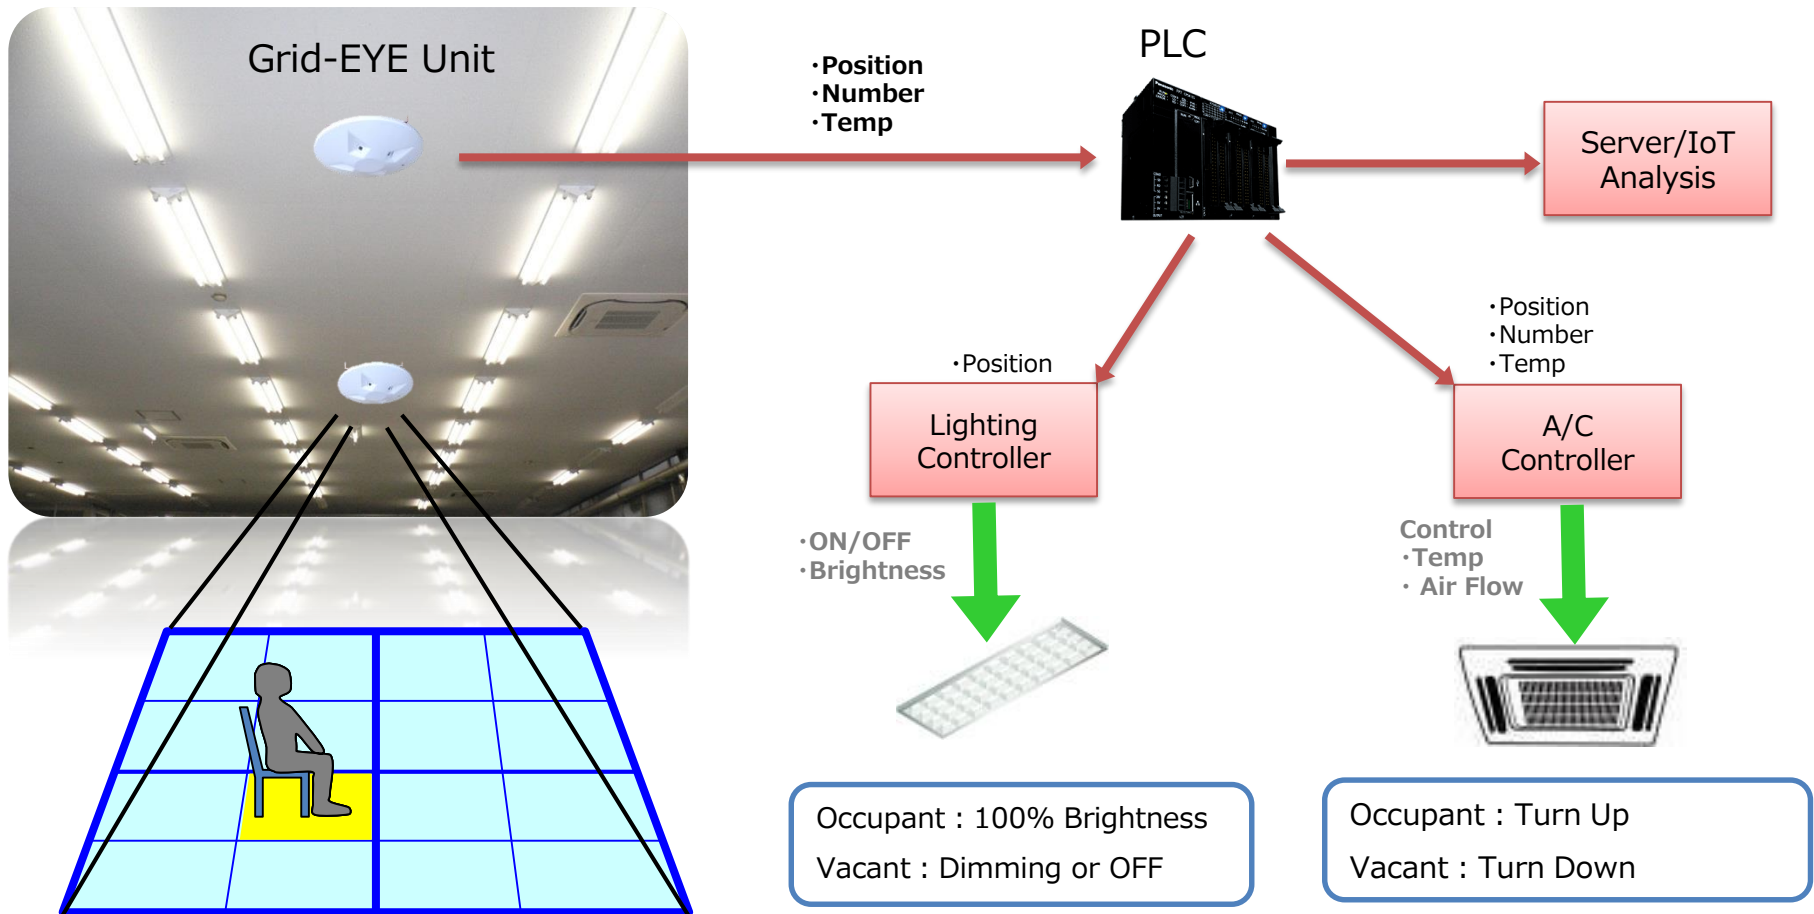 Grid-EYE Unit
・Position
・Number
・Temp
PLC
Server/IoT
Analysis
・Position
・Position
・Number
・Temp
Lighting
Controller
A/C
Controller
・ON/OFF
・Brightness
Control
・Temp
・ Air Flow
Occupant : 100% Brightness
Vacant : Dimming or OFF
Occupant : Turn Up
Vacant : Turn Down